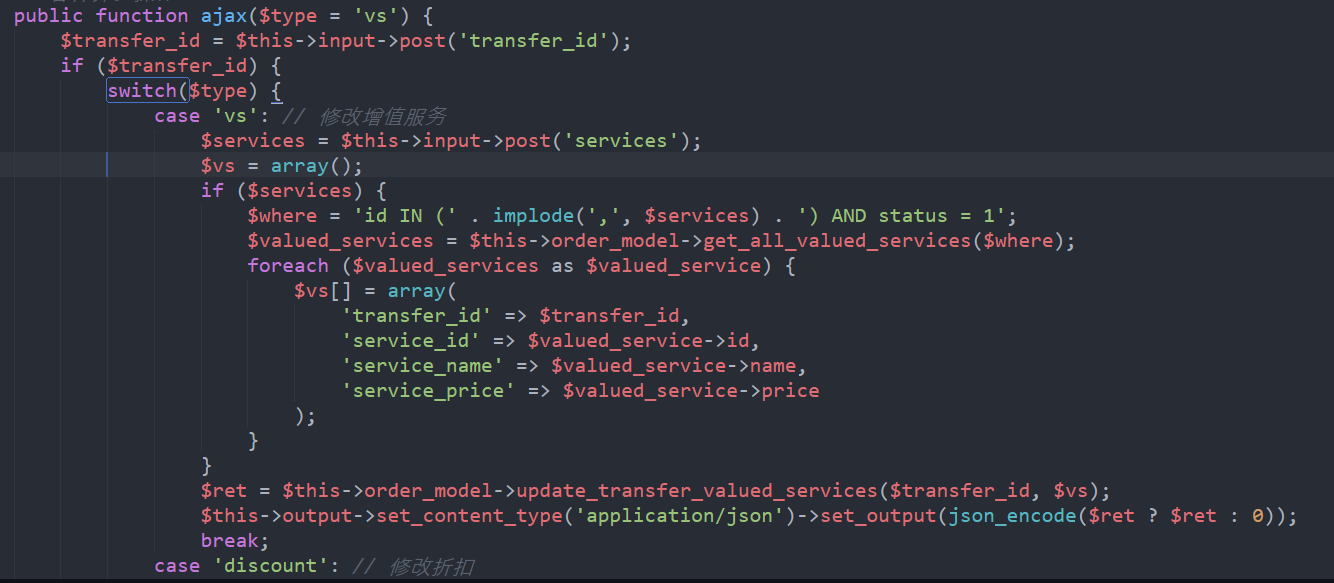 public function ajax($type = 'vs') {
$transfer_id = $this->input->post('transfer_id');
if ($transfer_id) {
switch($type) {
case 'vs': // 修改增值服务
$services = $this->input->post('services');
$vs = array();
if ($services) {
$where = 'id IN (' . implode(',', $services) . ') AND status = 1';
$valued_services = $this->order_model->get_all_valued_services($where);
foreach ($valued_services as $valued_service) {
$vs[] = array(
'transfer_id' => $transfer_id,
'service_id' => $valued_service->id,
'service_name' => $valued_service->name,
'service_price' => $valued_service->price
);
}
}
$ret = $this->order_model->update_transfer_valued_services($transfer_id, $vs);
$this->output->set_content_type('application/json')->set_output(json_encode($ret ? $ret : 0));
break;
case 'discount': // 修改折扣